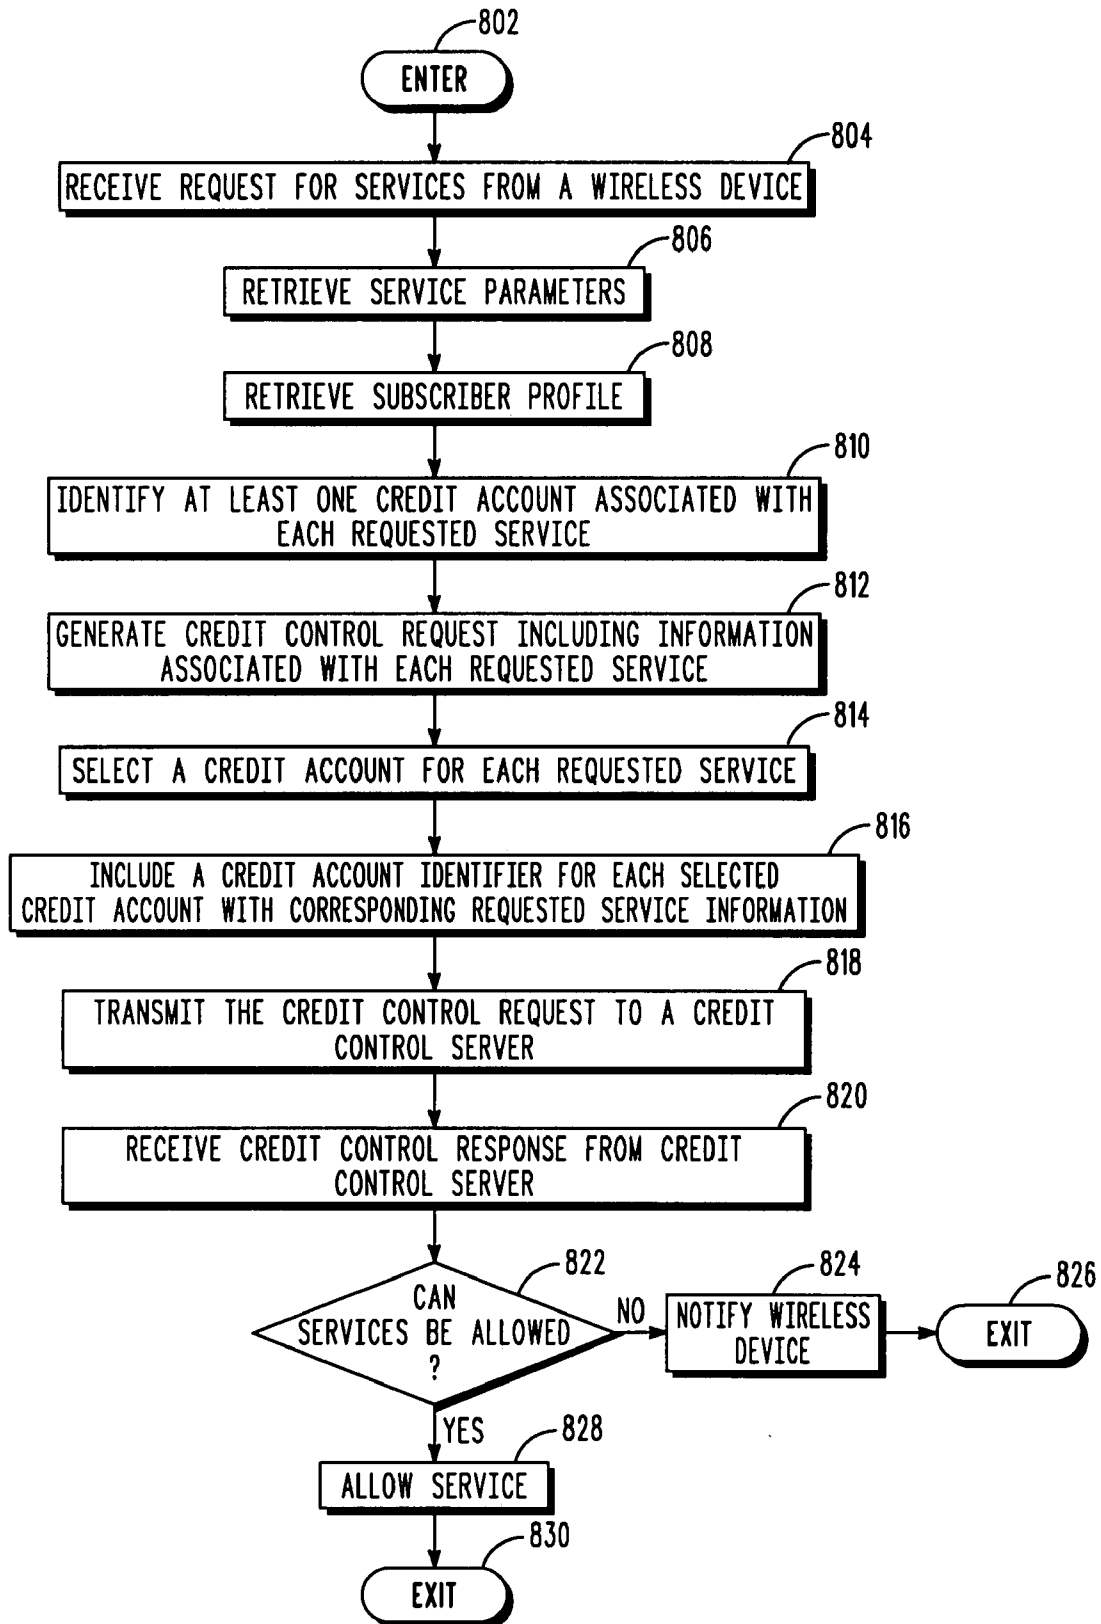 802
ENTER
804
RECEIVE REQUEST FOR SERVICES FROM A WIRELESS DEVICE
806
RETRIEVE SERVICE PARAMETERS
808
RETRIEVE SUBSCRIBER PROFILE
810
IDENTIFY AT LEAST ONE CREDIT ACCOUNT ASSOCIATED WITH
EACH REQUESTED SERVICE
812
GENERATE CREDIT CONTROL REQUEST INCLUDING INFORMATION
ASSOCIATED WITH EACH REQUESTED SERVICE
814
SELECT A CREDIT ACCOUNT FOR EACH REQUESTED SERVICE
816
INCLUDE A CREDIT ACCOUNT IDENTIFIER FOR EACH SELECTED
CREDIT ACCOUNT WITH CORRESPONDING REQUESTED SERVICE INFORMATION
818
TRANSMIT THE CREDIT CONTROL REQUEST TO A CREDIT
CONTROL SERVER
820
RECEIVE CREDIT CONTROL RESPONSE FROM CREDIT
CONTROL SERVER
822
CAN
SERVICES BE ALLOWED
?
NO
824
NOTIFY WIRELESS
DEVICE
826
EXIT
YES
828
ALLOW SERVICE
830
EXIT